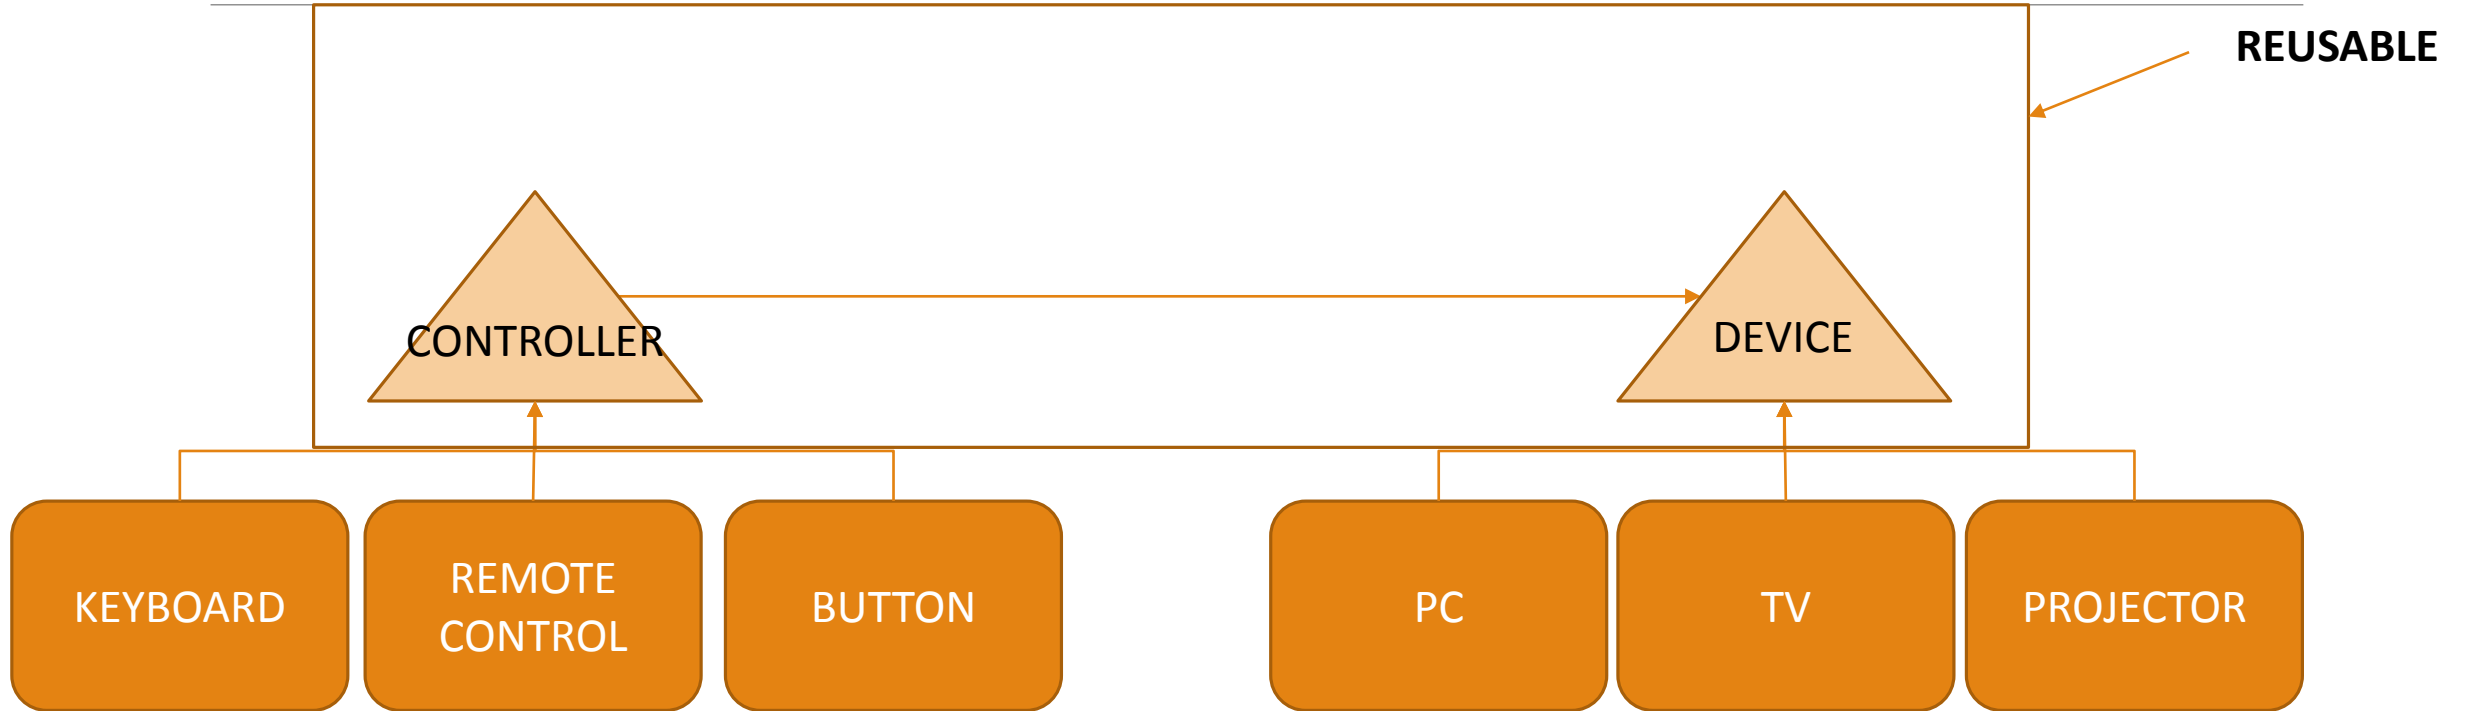 REUSABLE
CONTROLLER
DEVICE
KEYBOARD
REMOTE
CONTROL
BUTTON
PC
TV
PROJECTOR